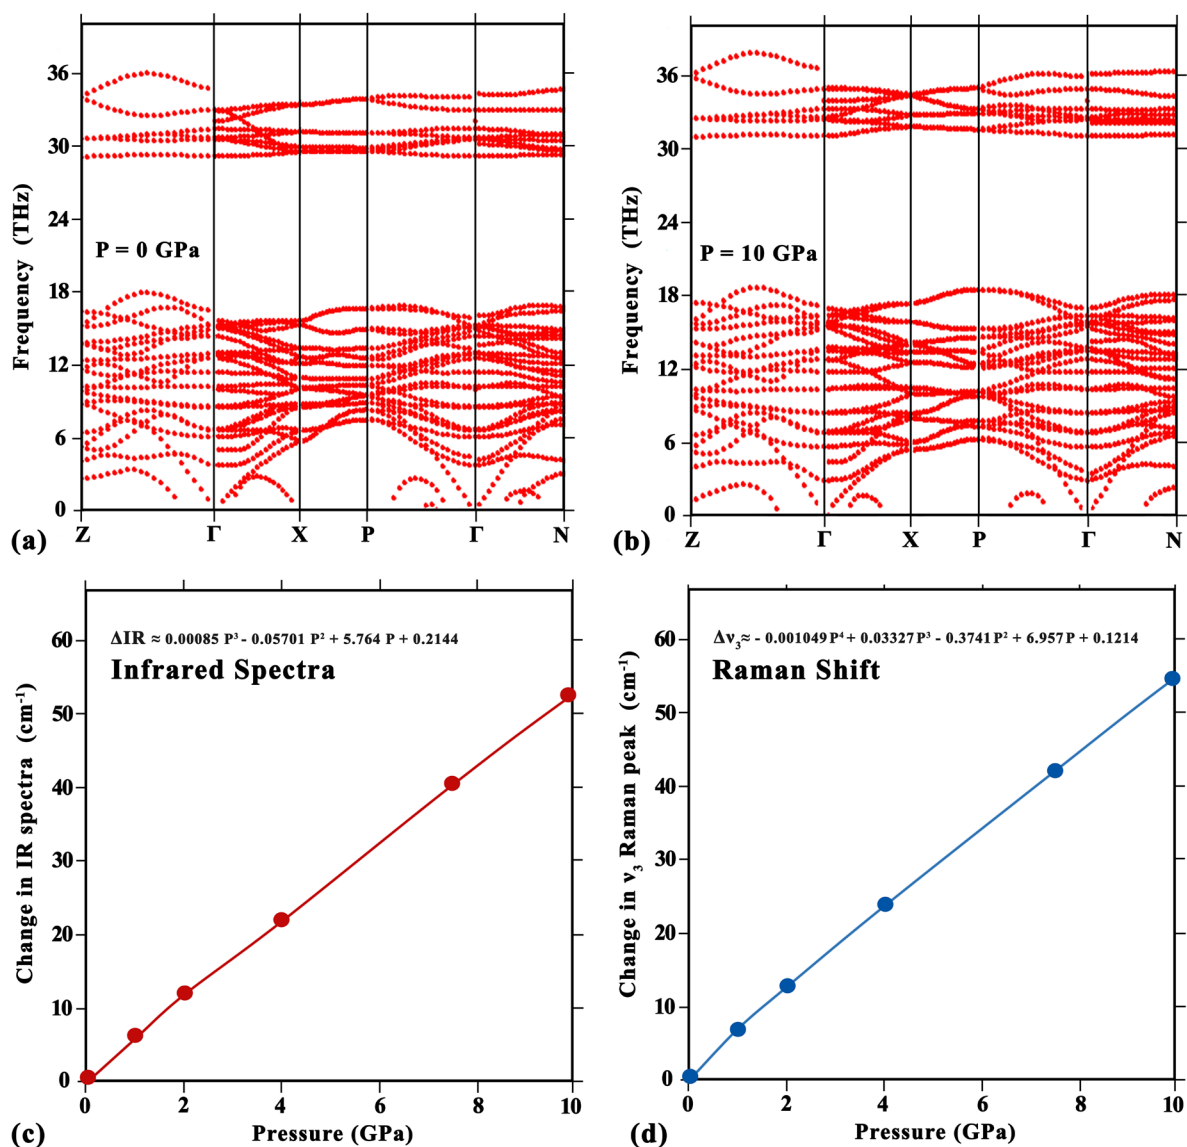 36
30
24
18
12
6
0
Frequency (THz)
P = 0 GPa
Z Γ X P Γ N
(a)
36
30
24
18
12
6
0
Frequency (THz)
P = 10 GPa
Z Γ X P Γ N
(b)
60
50
40
30
20
10
0
Change in IR spectra (cm⁻¹)
ΔIR ≈ 0.00085 P³ - 0.05701 P² + 5.764 P + 0.2144
Infrared Spectra
0 2 4 6 8 10
Pressure (GPa)
(c)
60
50
40
30
20
10
0
Change in ν₃ Raman peak (cm⁻¹)
Δν₃≈ - 0.001049 P⁴ + 0.03327 P³ - 0.3741 P² + 6.957 P + 0.1214
Raman Shift
0 2 4 6 8 10
Pressure (GPa)
(d)